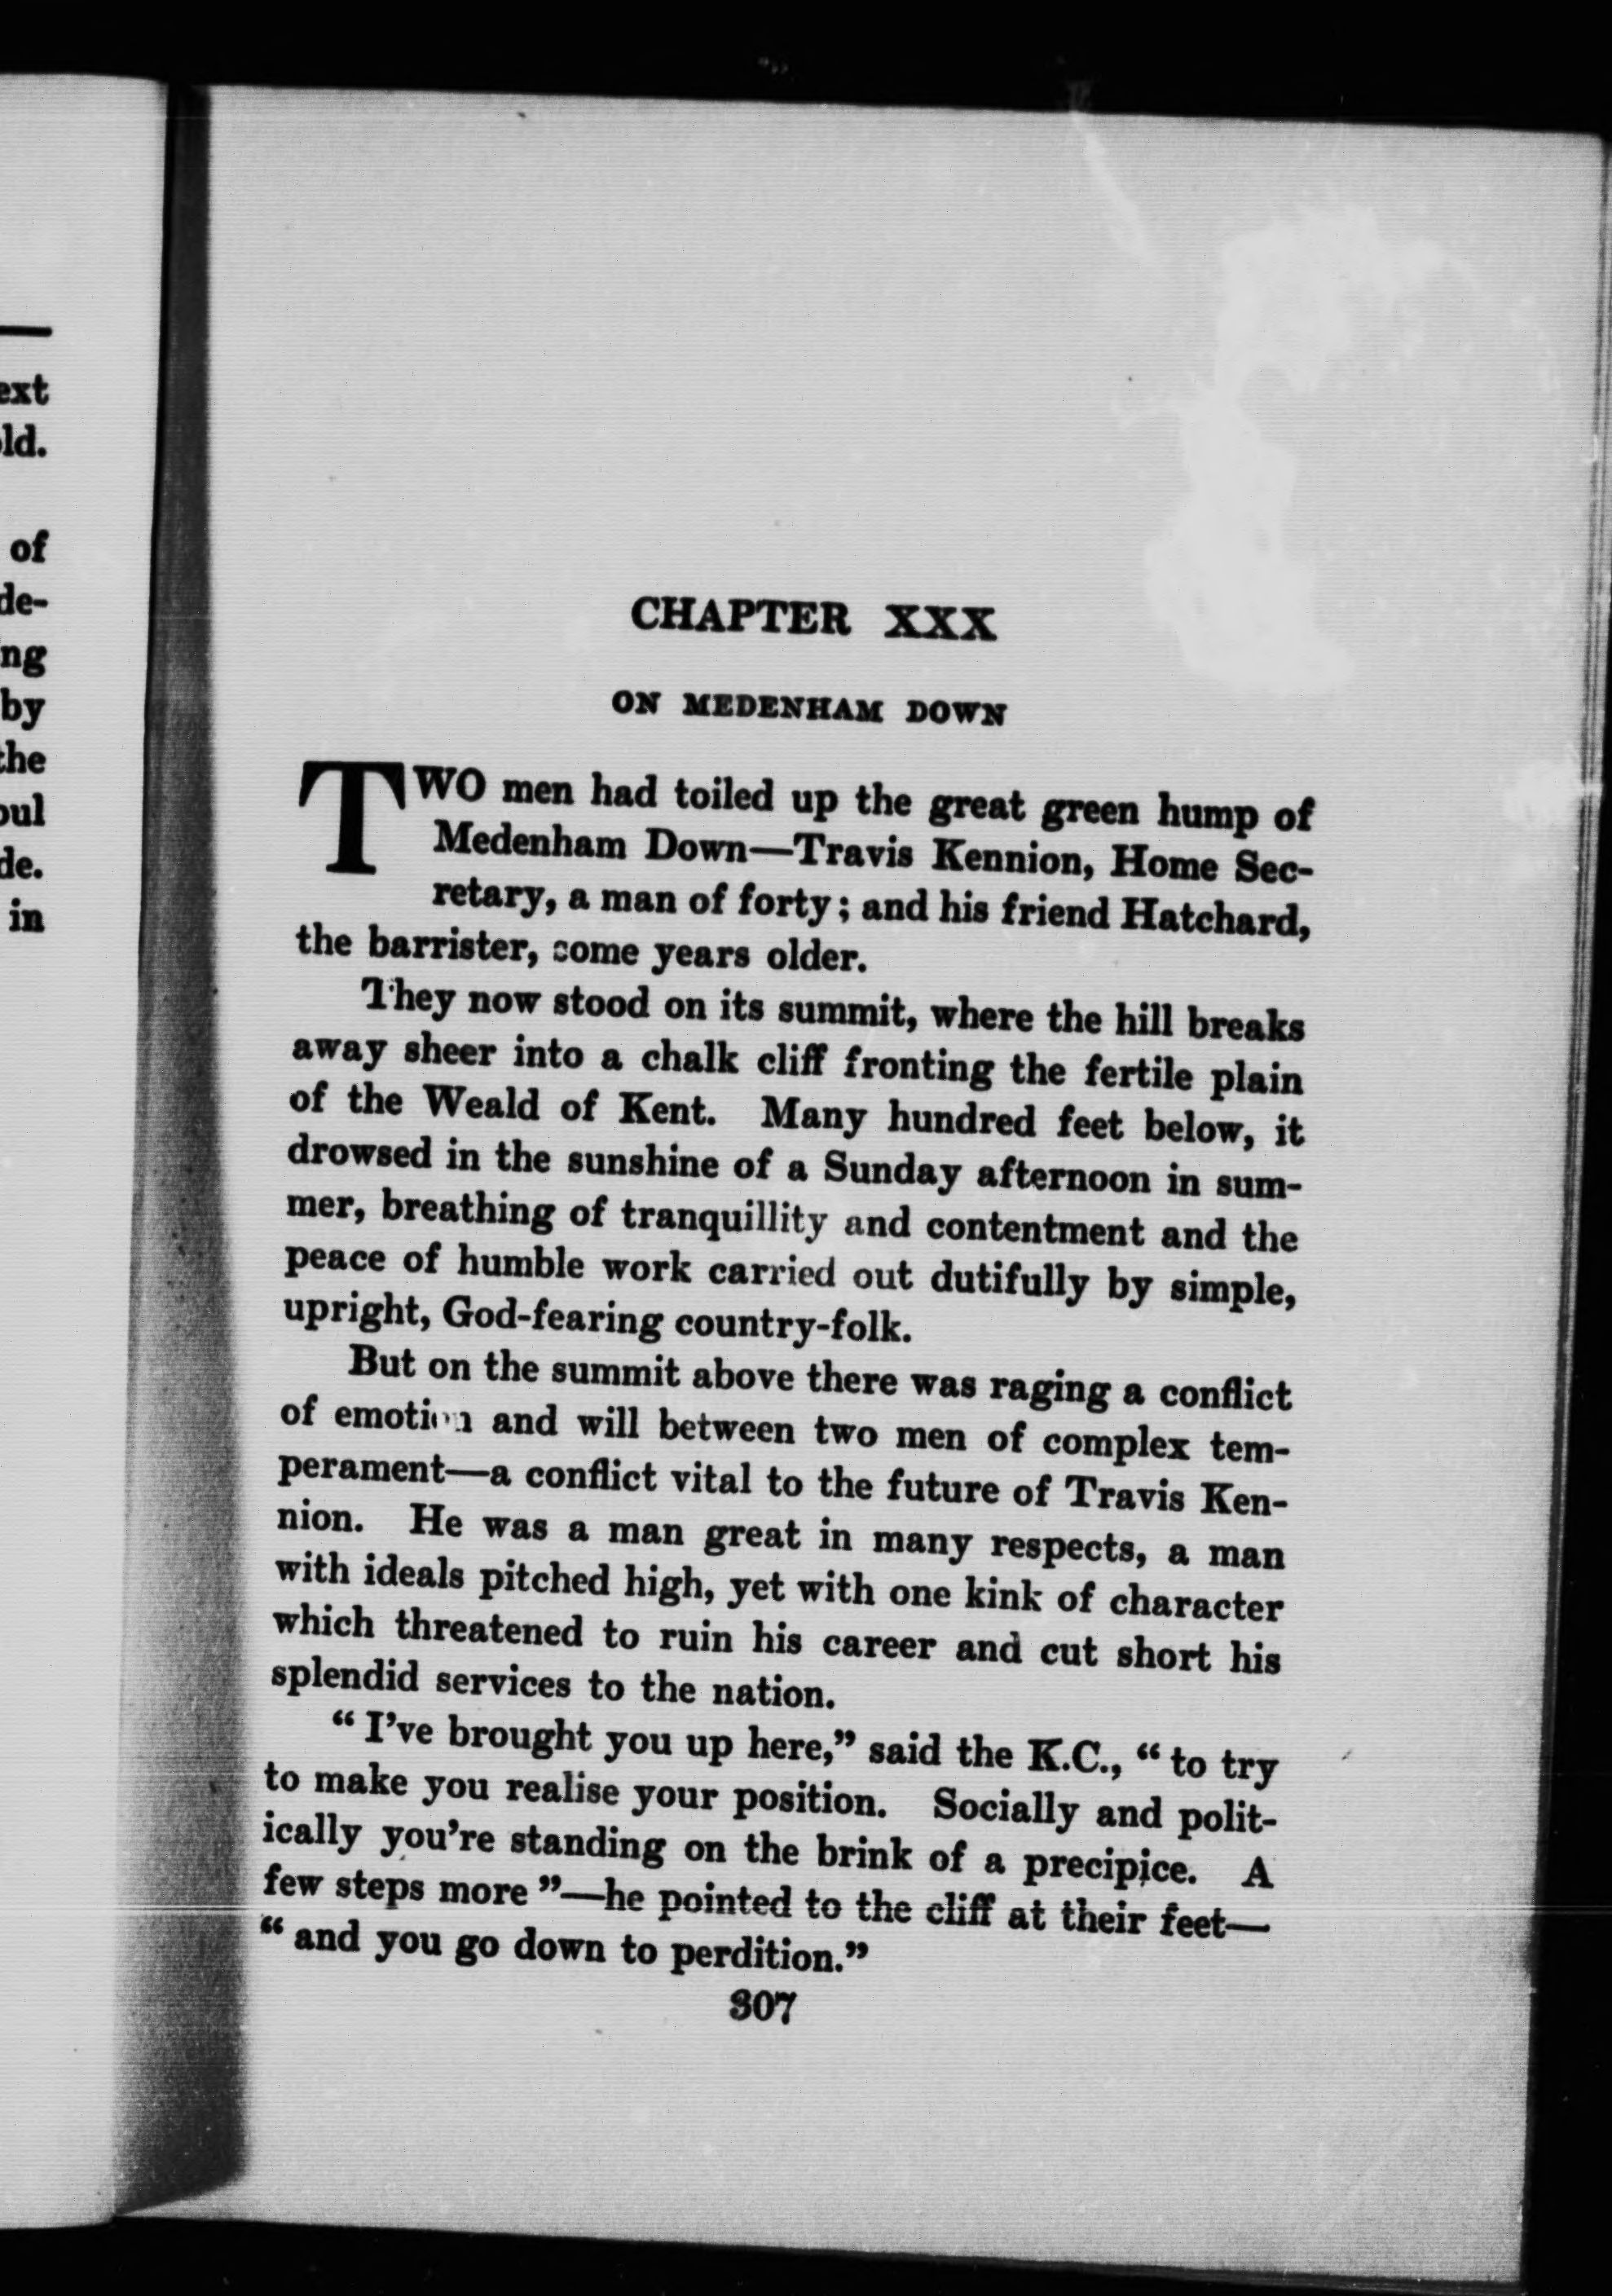 ext
ld.
of
de-
ng
by
the
oul
de.
in
CHAPTER XXX
ON MEDENHAM DOWN
TWO men had toiled up the great green hump of
Medenham Down—Travis Kennion, Home Sec-
retary, a man of forty; and his friend Hatchard,
the barrister, some years older.
They now stood on its summit, where the hill breaks
away sheer into a chalk cliff fronting the fertile plain
of the Weald of Kent. Many hundred feet below, it
drowsed in the sunshine of a Sunday afternoon in sum-
mer, breathing of tranquillity and contentment and the
peace of humble work carried out dutifully by simple,
upright, God-fearing country-folk.
But on the summit above there was raging a conflict
of emotion and will between two men of complex tem-
perament—a conflict vital to the future of Travis Ken-
nion. He was a man great in many respects, a man
with ideals pitched high, yet with one kink of character
which threatened to ruin his career and cut short his
splendid services to the nation.
“I've brought you up here,” said the K.C., “to try
to make you realise your position. Socially and polit-
ically you're standing on the brink of a precipice. A
few steps more”—he pointed to the cliff at their feet—
“and you go down to perdition.”
307